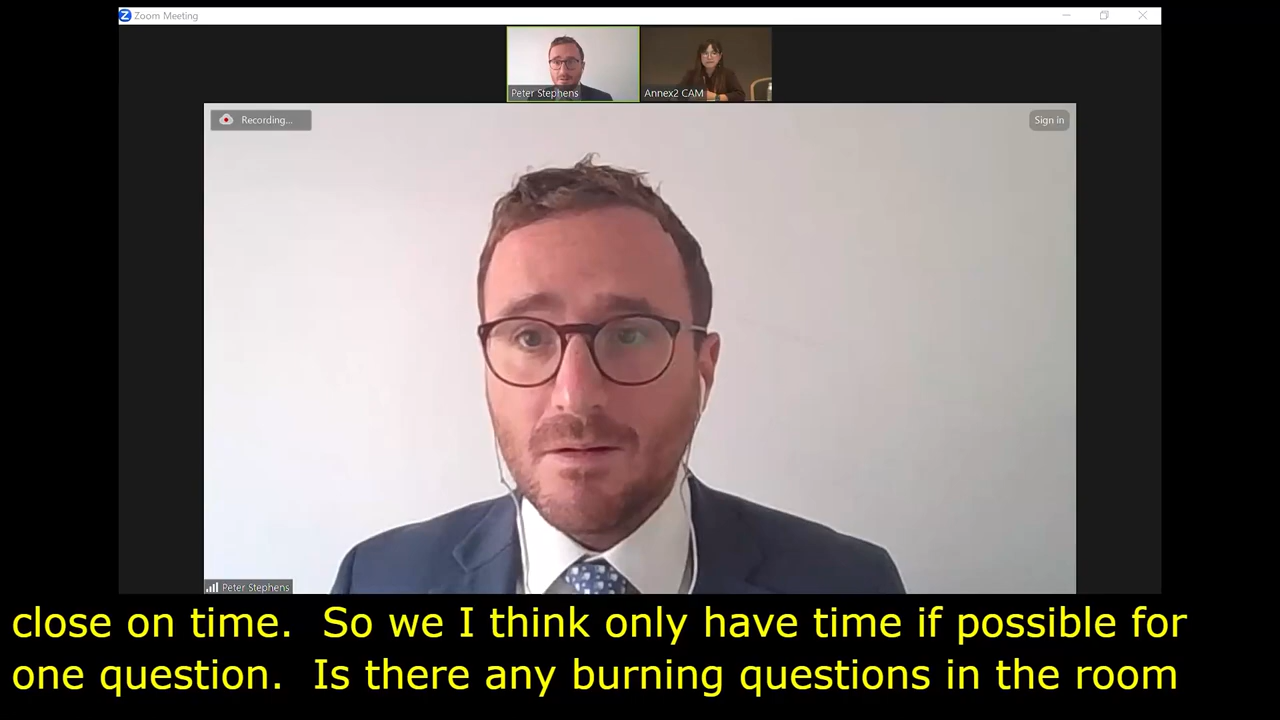 Zoom Meeting
Peter Stephens
Annex2 CAM
Recording...
Sign in
Peter Stephens
close on time.  So we I think only have time if possible for
one question.  Is there any burning questions in the room